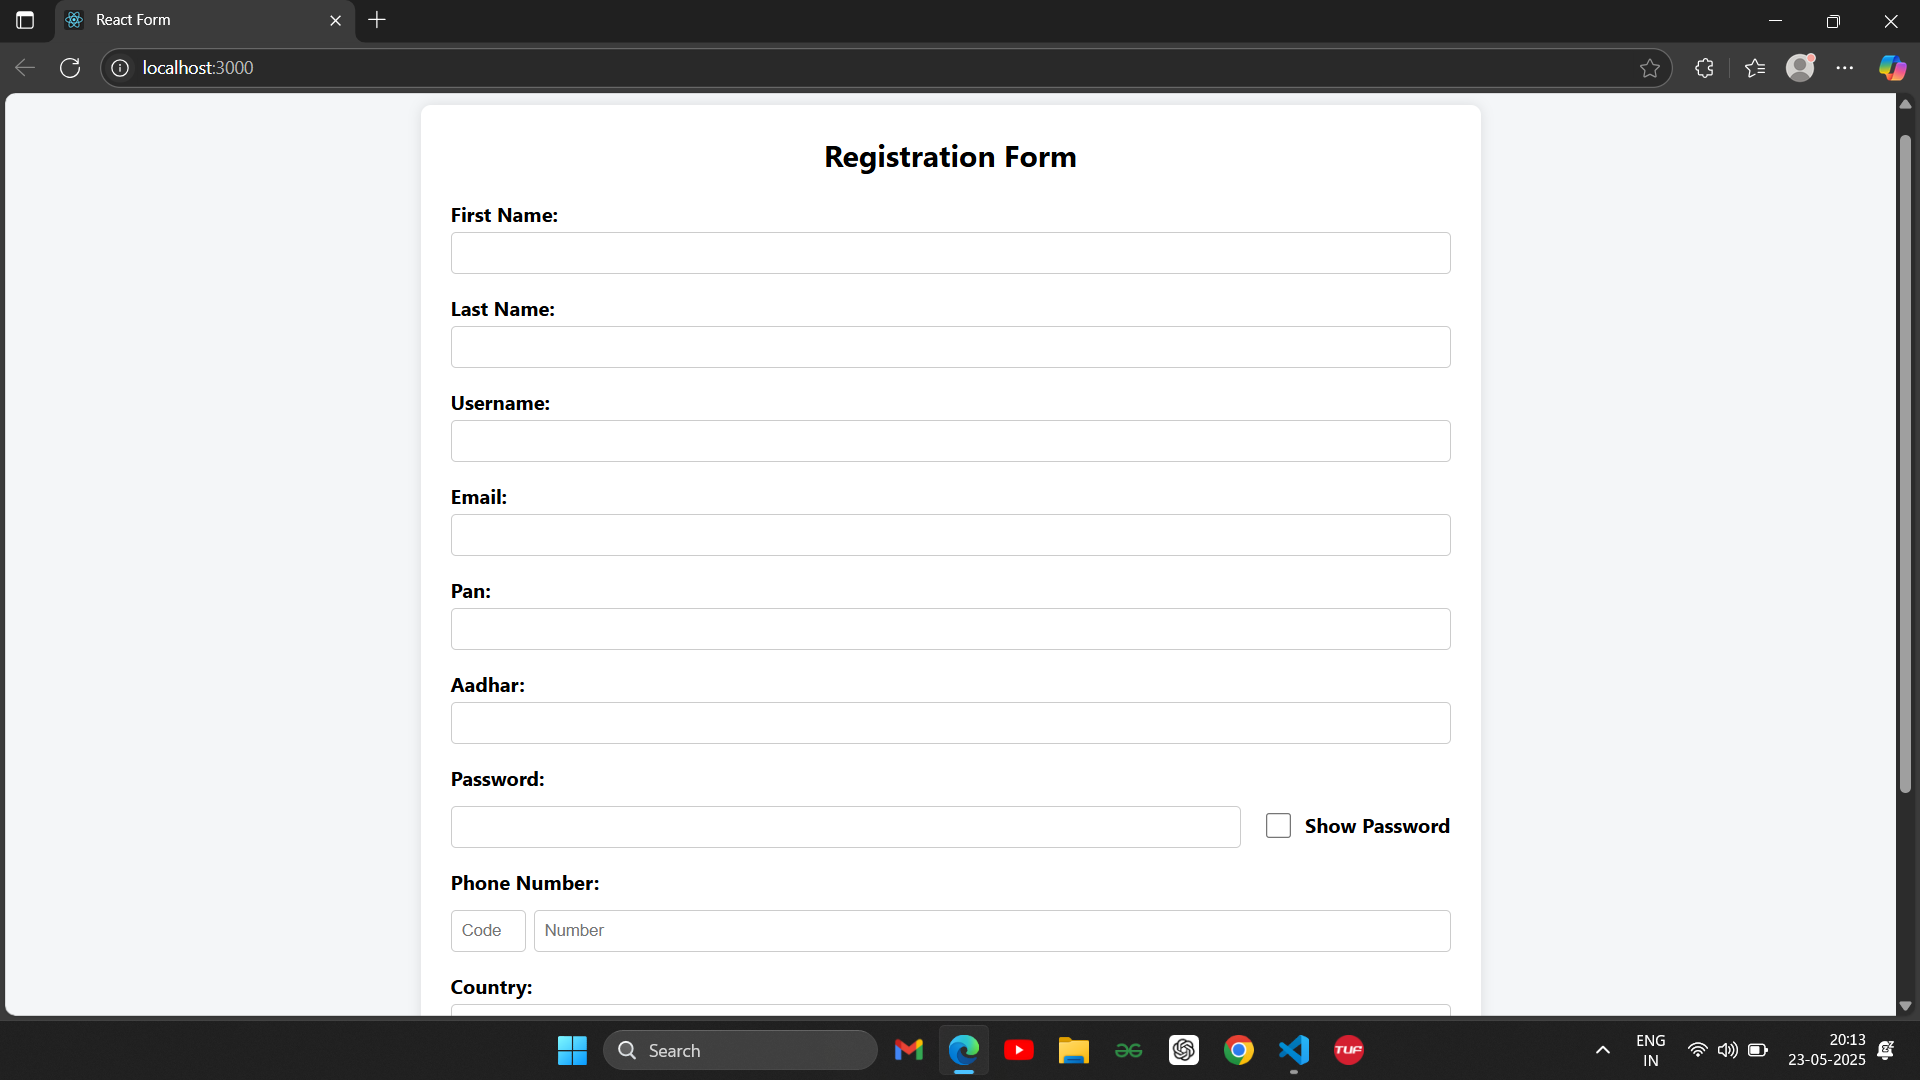 React Form
localhost:3000
Registration Form
First Name:
Last Name:
Username:
Email:
Pan:
Aadhar:
Password:
Show Password
Phone Number:
Code Number
Country:
Search
TUF
ENG
IN
20:13
23-05-2025